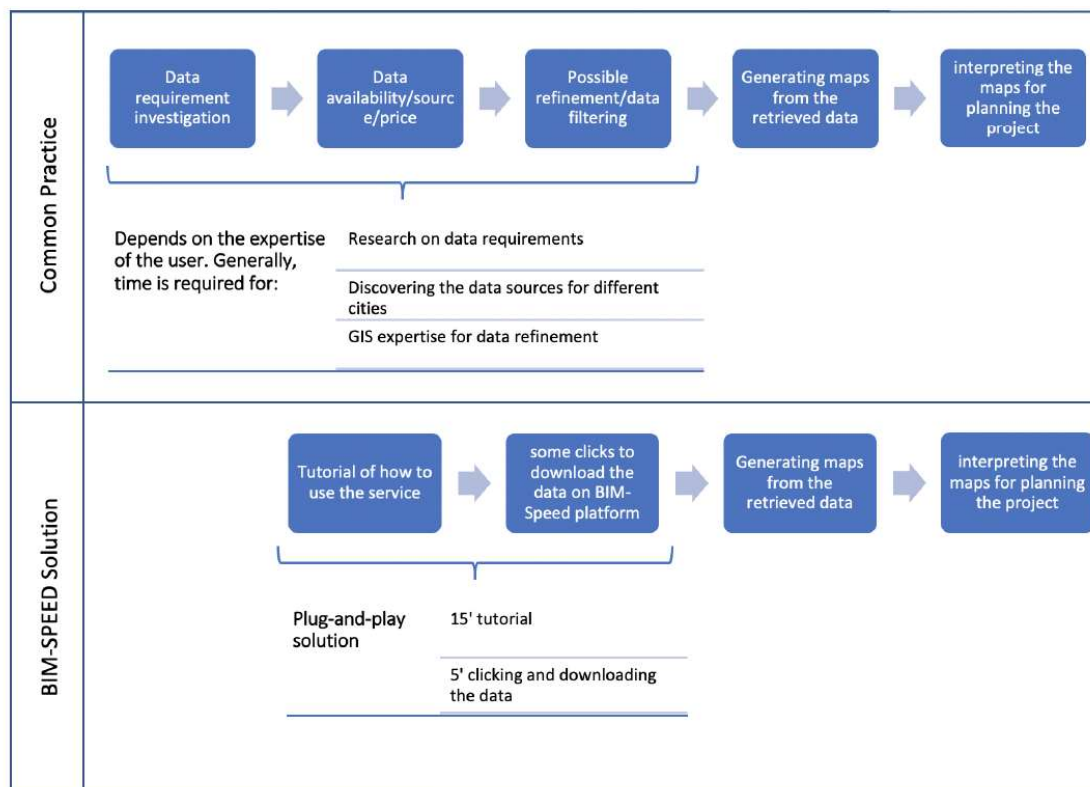 Common Practice
Data
requirement
investigation
Data
availability/sourc
e/price
Possible
refinement/data
filtering
Generating maps
from the
retrieved data
interpreting the
maps for
planning the
project
Depends on the expertise
of the user. Generally,
time is required for:
Research on data requirements
Discovering the data sources for different
cities
GIS expertise for data refinement
BIM-SPEED Solution
Tutorial of how to
use the service
some clicks to
download the
data on BIM-
Speed platform
Generating maps
from the
retrieved data
interpreting the
maps for planning
the project
Plug-and-play
solution
15' tutorial
5' clicking and downloading
the data